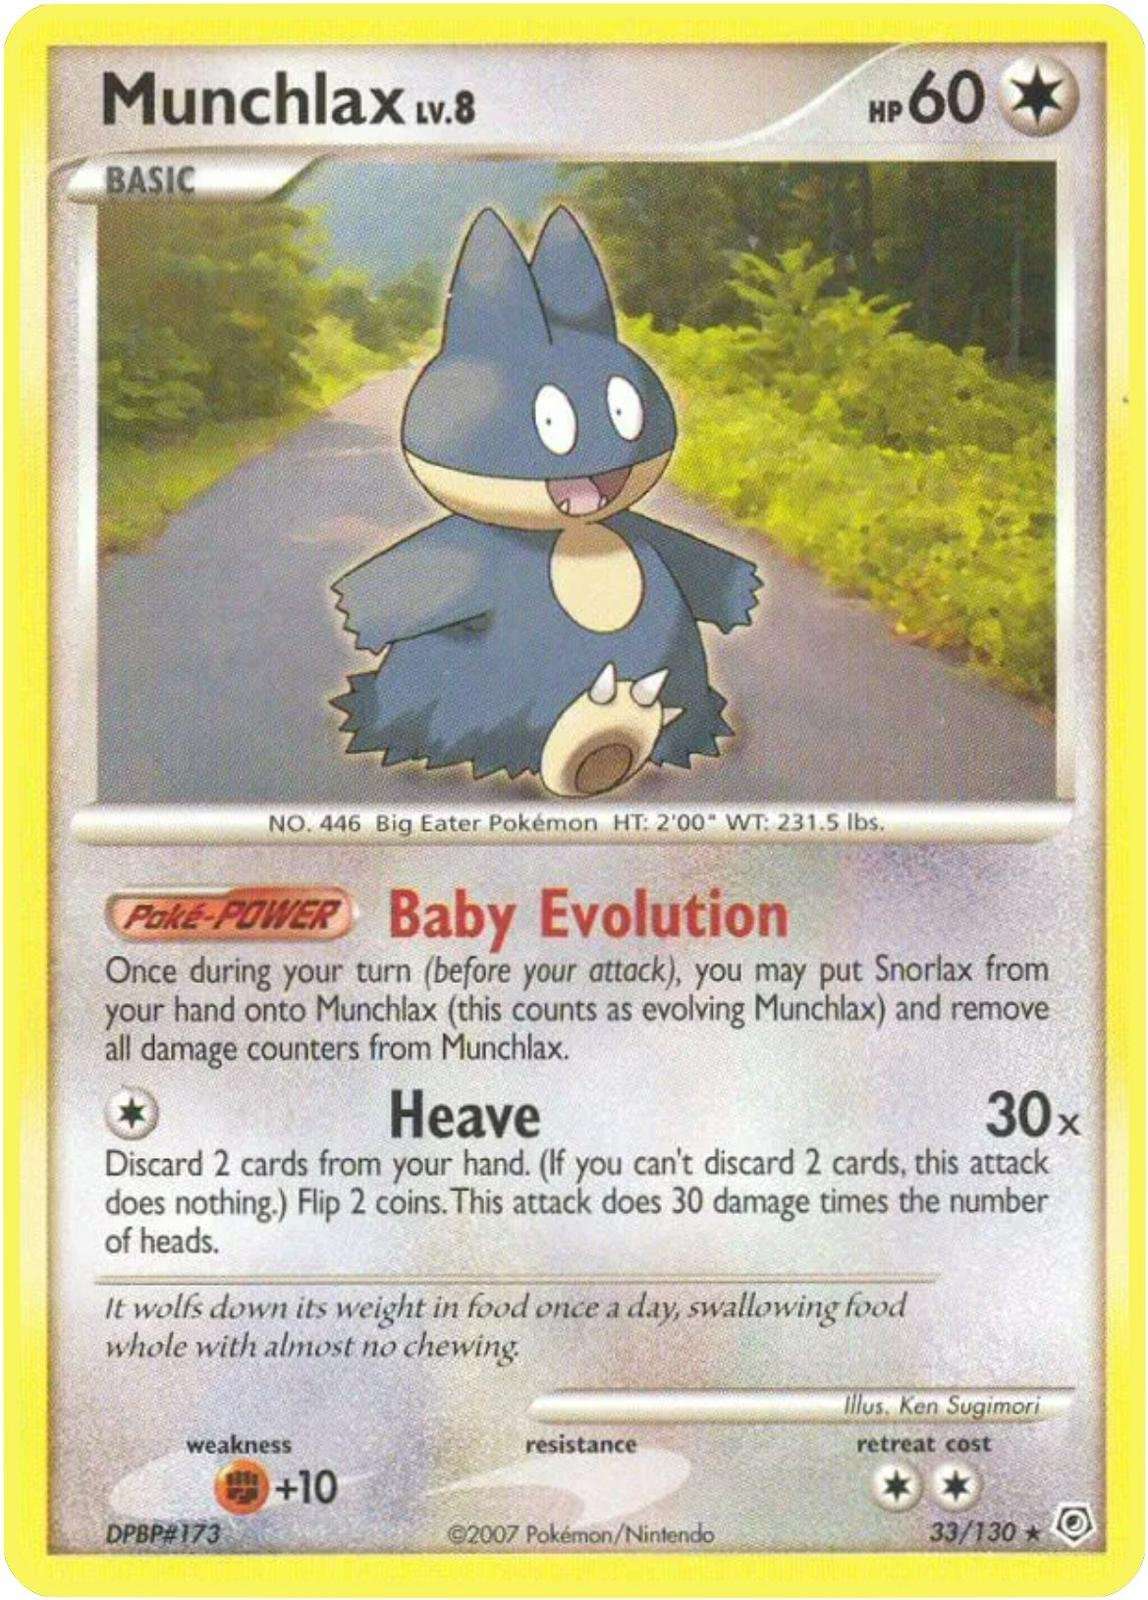 Munchlax LV.8 HP 60
BASIC
NO. 446 Big Eater Pokémon HT: 2'00" WT: 231.5 lbs.
Poké-POWER Baby Evolution
Once during your turn (before your attack), you may put Snorlax from
your hand onto Munchlax (this counts as evolving Munchlax) and remove
all damage counters from Munchlax.
Heave 30x
Discard 2 cards from your hand. (If you can't discard 2 cards, this attack
does nothing.) Flip 2 coins. This attack does 30 damage times the number
of heads.
It wolfs down its weight in food once a day, swallowing food
whole with almost no chewing.
Illus. Ken Sugimori
weakness resistance retreat cost
+10
DPBP#173 ©2007 Pokémon/Nintendo 33/130 ★